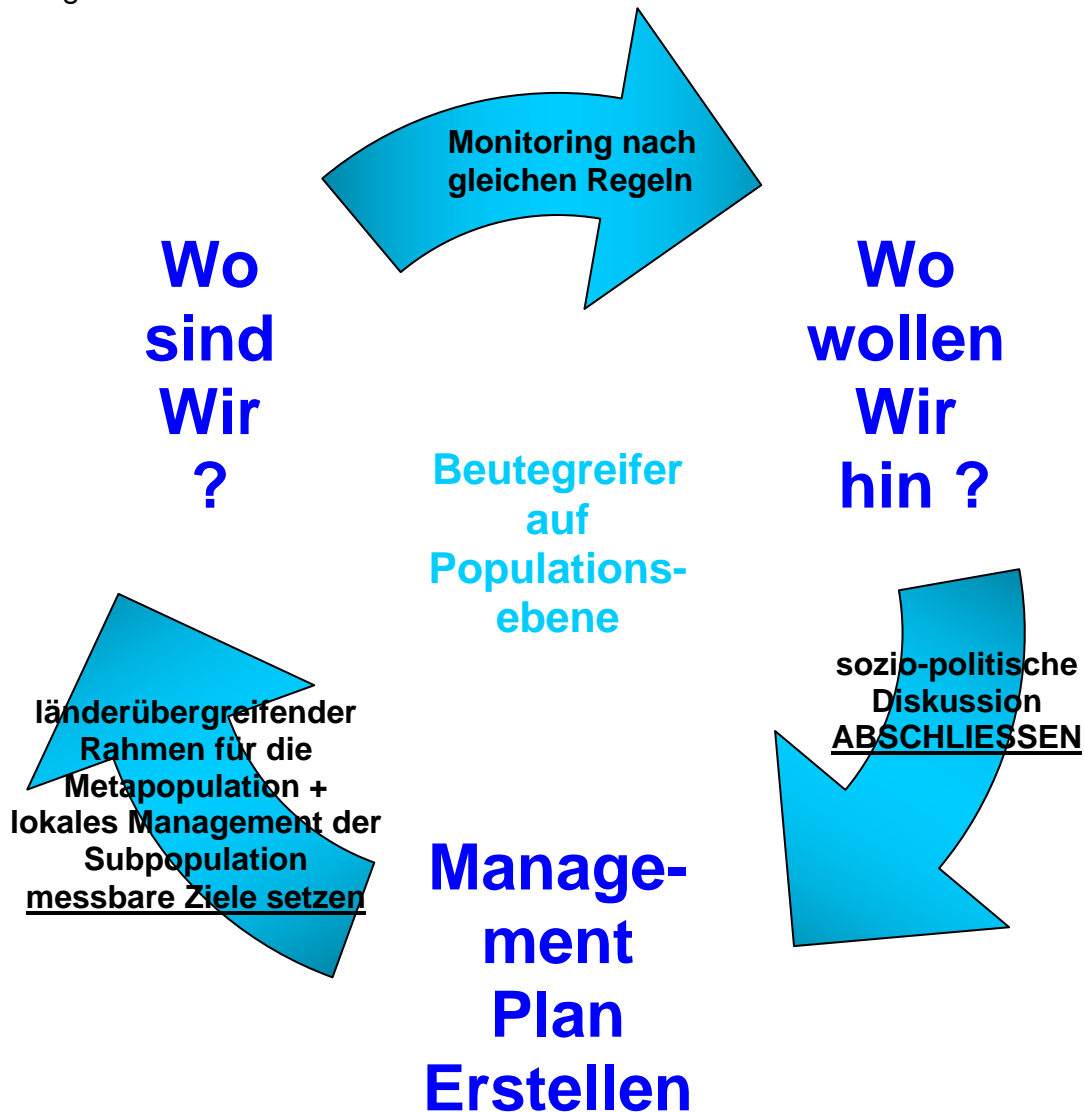 Monitoring nach
gleichen Regeln
Wo
sind
Wir
?
Wo
wollen
Wir
hin ?
Beutegreifer
auf
Populations-
ebene
sozio-politische
Diskussion
ABSCHLIESSEN
länderübergreifender
Rahmen für die
Metapopulation +
lokales Management der
Subpopulation
messbare Ziele setzen
Manage-
ment
Plan
Erstellen